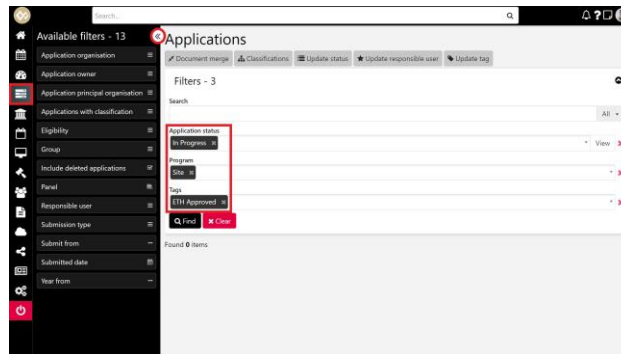 Search...
Available filters - 13
Application organisation
Application owner
Application principal organisation
Applications with classification
Eligibility
Group
Include deleted applications
Panel
Responsible user
Submission type
Submit from
Submitted date
Year from
Applications
Document merge Classifications Update status Update responsible user Update tag
Filters - 3
Search
All
Application status
In Progress × View
Program
Site ×
Tags
ETH Approved ×
Find Clear
Found 0 items